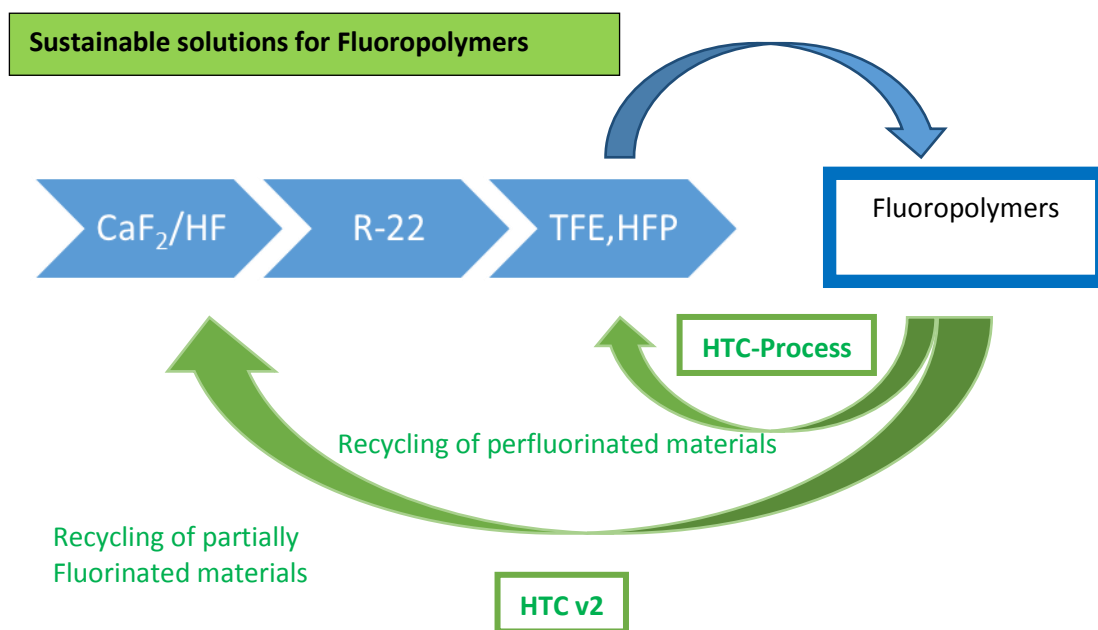 Sustainable solutions for Fluoropolymers
CaF₂/HF
R-22
TFE,HFP
Fluoropolymers
HTC-Process
Recycling of perfluorinated materials
Recycling of partially
Fluorinated materials
HTC v2